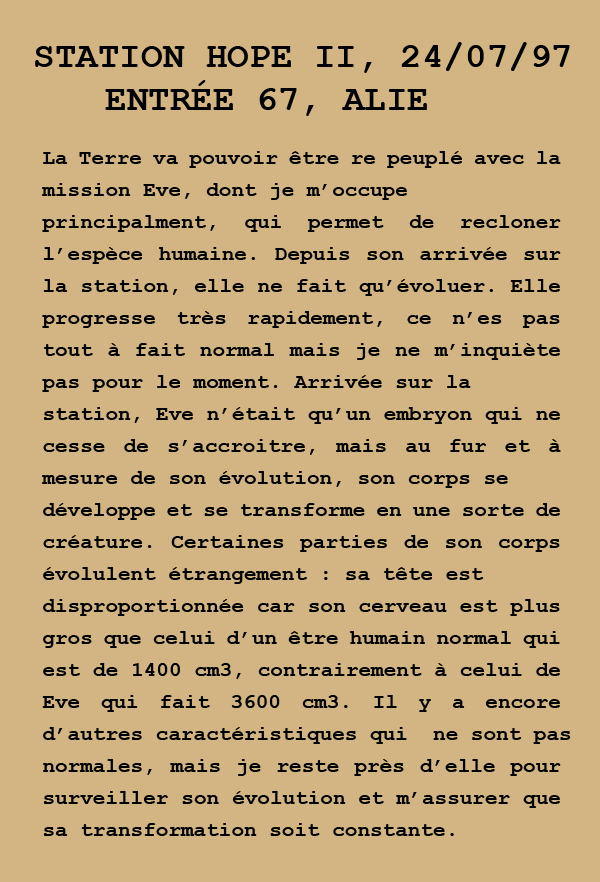 STATION HOPE II, 24/07/97
ENTRÉE 67, ALIE
La Terre va pouvoir être re peuplé avec la
mission Eve, dont je m’occupe
principalment, qui permet de recloner
l’espèce humaine. Depuis son arrivée sur
la station, elle ne fait qu’évoluer. Elle
progresse très rapidement, ce n’es pas
tout à fait normal mais je ne m’inquiète
pas pour le moment. Arrivée sur la
station, Eve n’était qu’un embryon qui ne
cesse de s’accroitre, mais au fur et à
mesure de son évolution, son corps se
développe et se transforme en une sorte de
créature. Certaines parties de son corps
évolulent étrangement : sa tête est
disproportionnée car son cerveau est plus
gros que celui d’un être humain normal qui
est de 1400 cm3, contrairement à celui de
Eve qui fait 3600 cm3. Il y a encore
d’autres caractéristiques qui ne sont pas
normales, mais je reste près d’elle pour
surveiller son évolution et m’assurer que
sa transformation soit constante.